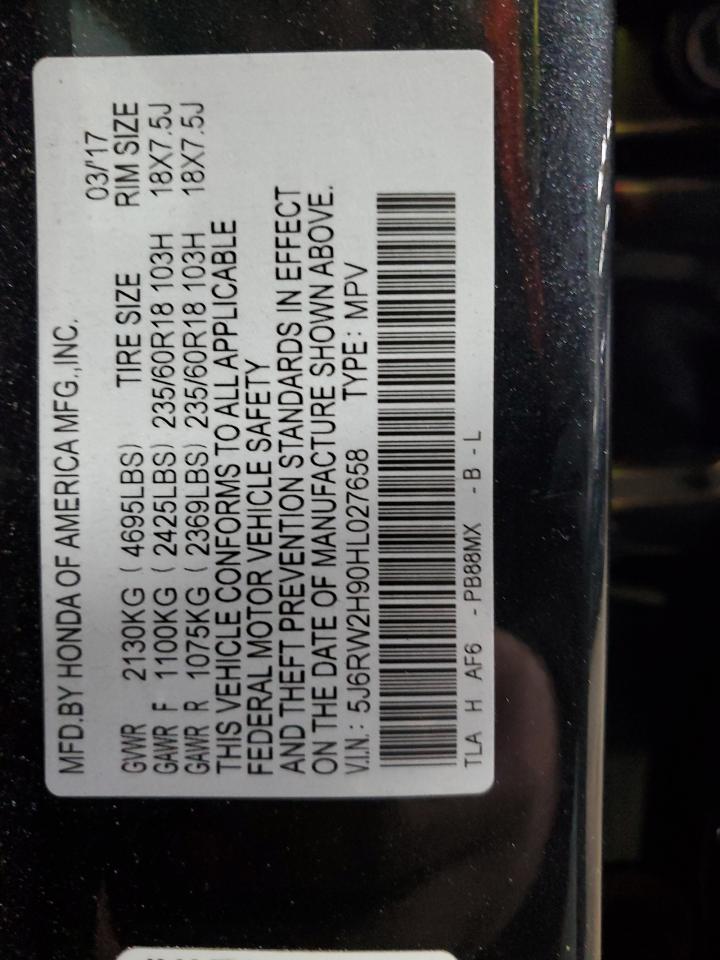 MFD.BY HONDA OF AMERICA MFG.,INC.
03/'17
GVWR 2130KG ( 4695LBS) TIRE SIZE RIM SIZE
GAWR F 1100KG ( 2425LBS) 235/60R18 103H 18X7.5J
GAWR R 1075KG ( 2369LBS) 235/60R18 103H 18X7.5J
THIS VEHICLE CONFORMS TO ALL APPLICABLE
FEDERAL MOTOR VEHICLE SAFETY
AND THEFT PREVENTION STANDARDS IN EFFECT
ON THE DATE OF MANUFACTURE SHOWN ABOVE.
V.I.N.: 5J6RW2H90HL027658 TYPE: MPV
TLA H AF6 - PB88MX - B - L